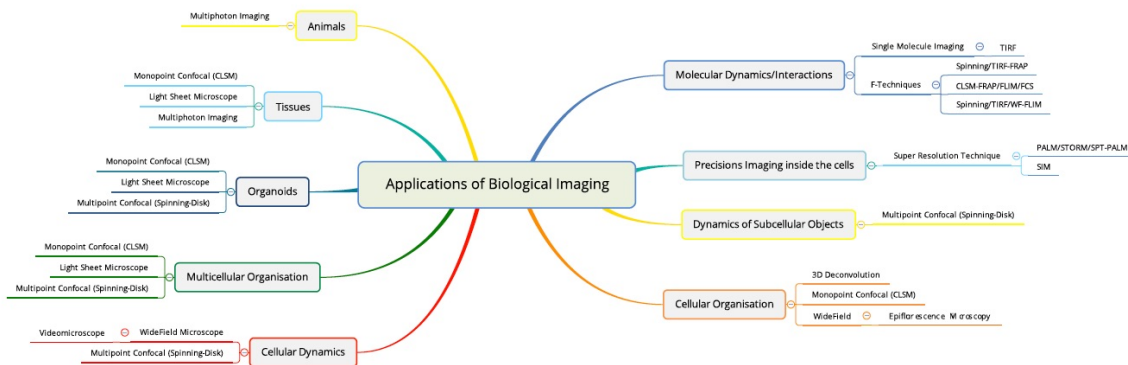 Applications of Biological Imaging
Animals
Multiphoton Imaging
Tissues
Monopoint Confocal (CLSM)
Light Sheet Microscope
Multiphoton Imaging
Organoids
Monopoint Confocal (CLSM)
Light Sheet Microscope
Multipoint Confocal (Spinning-Disk)
Multicellular Organisation
Monopoint Confocal (CLSM)
Light Sheet Microscope
Multipoint Confocal (Spinning-Disk)
Cellular Dynamics
WideField Microscope
Videomicroscope
Multipoint Confocal (Spinning-Disk)
Molecular Dynamics/Interactions
Single Molecule Imaging
TIRF
F-Techniques
Spinning/TIRF-FRAP
CLSM-FRAP/FLIM/FCS
Spinning/TIRF/WF-FLIM
Precisions Imaging inside the cells
Super Resolution Technique
PALM/STORM/SPT-PALM
SIM
Dynamics of Subcellular Objects
Multipoint Confocal (Spinning-Disk)
Cellular Organisation
3D Deconvolution
Monopoint Confocal (CLSM)
WideField
Epiflorescence Microscopy